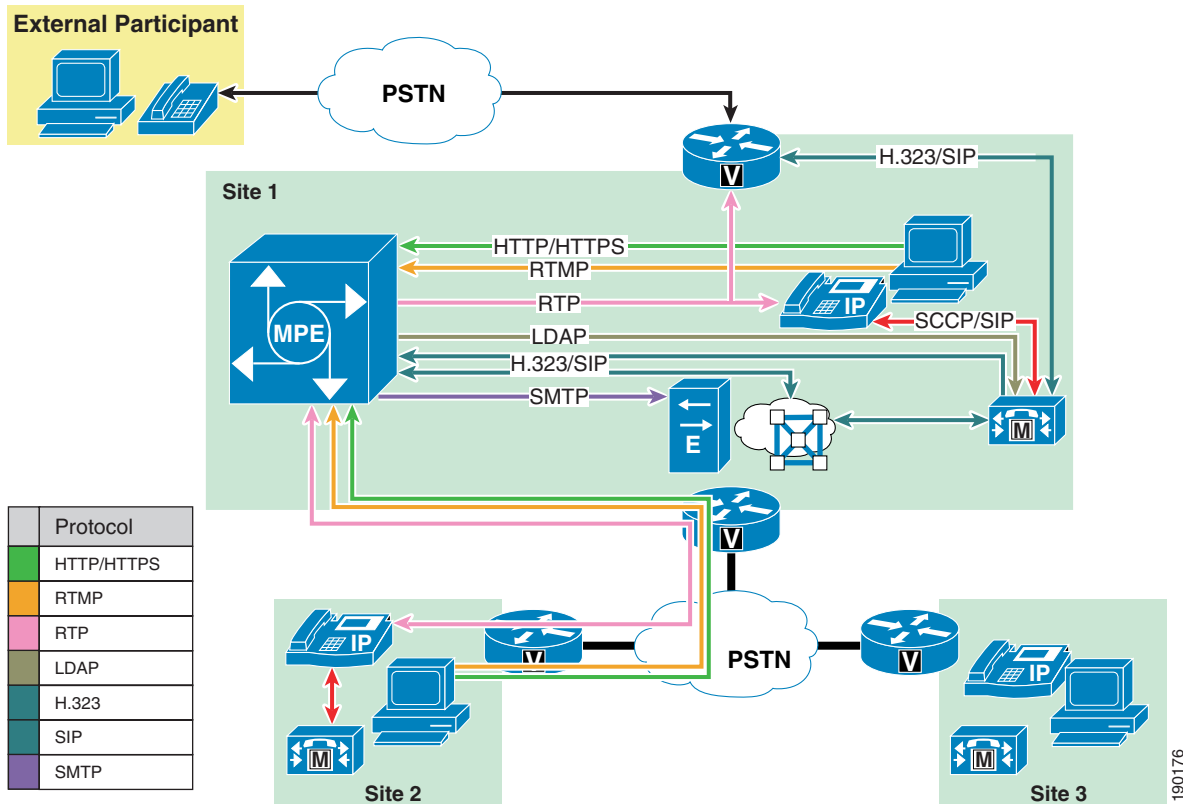 External Participant
PSTN
V
H.323/SIP
Site 1
HTTP/HTTPS
RTMP
RTP
IP
MPE
SCCP/SIP
LDAP
H.323/SIP
SMTP
E
M
V
Protocol
HTTP/HTTPS
RTMP
RTP
LDAP
H.323
SIP
SMTP
IP
M
Site 2
V
PSTN
V
IP
M
Site 3
190176